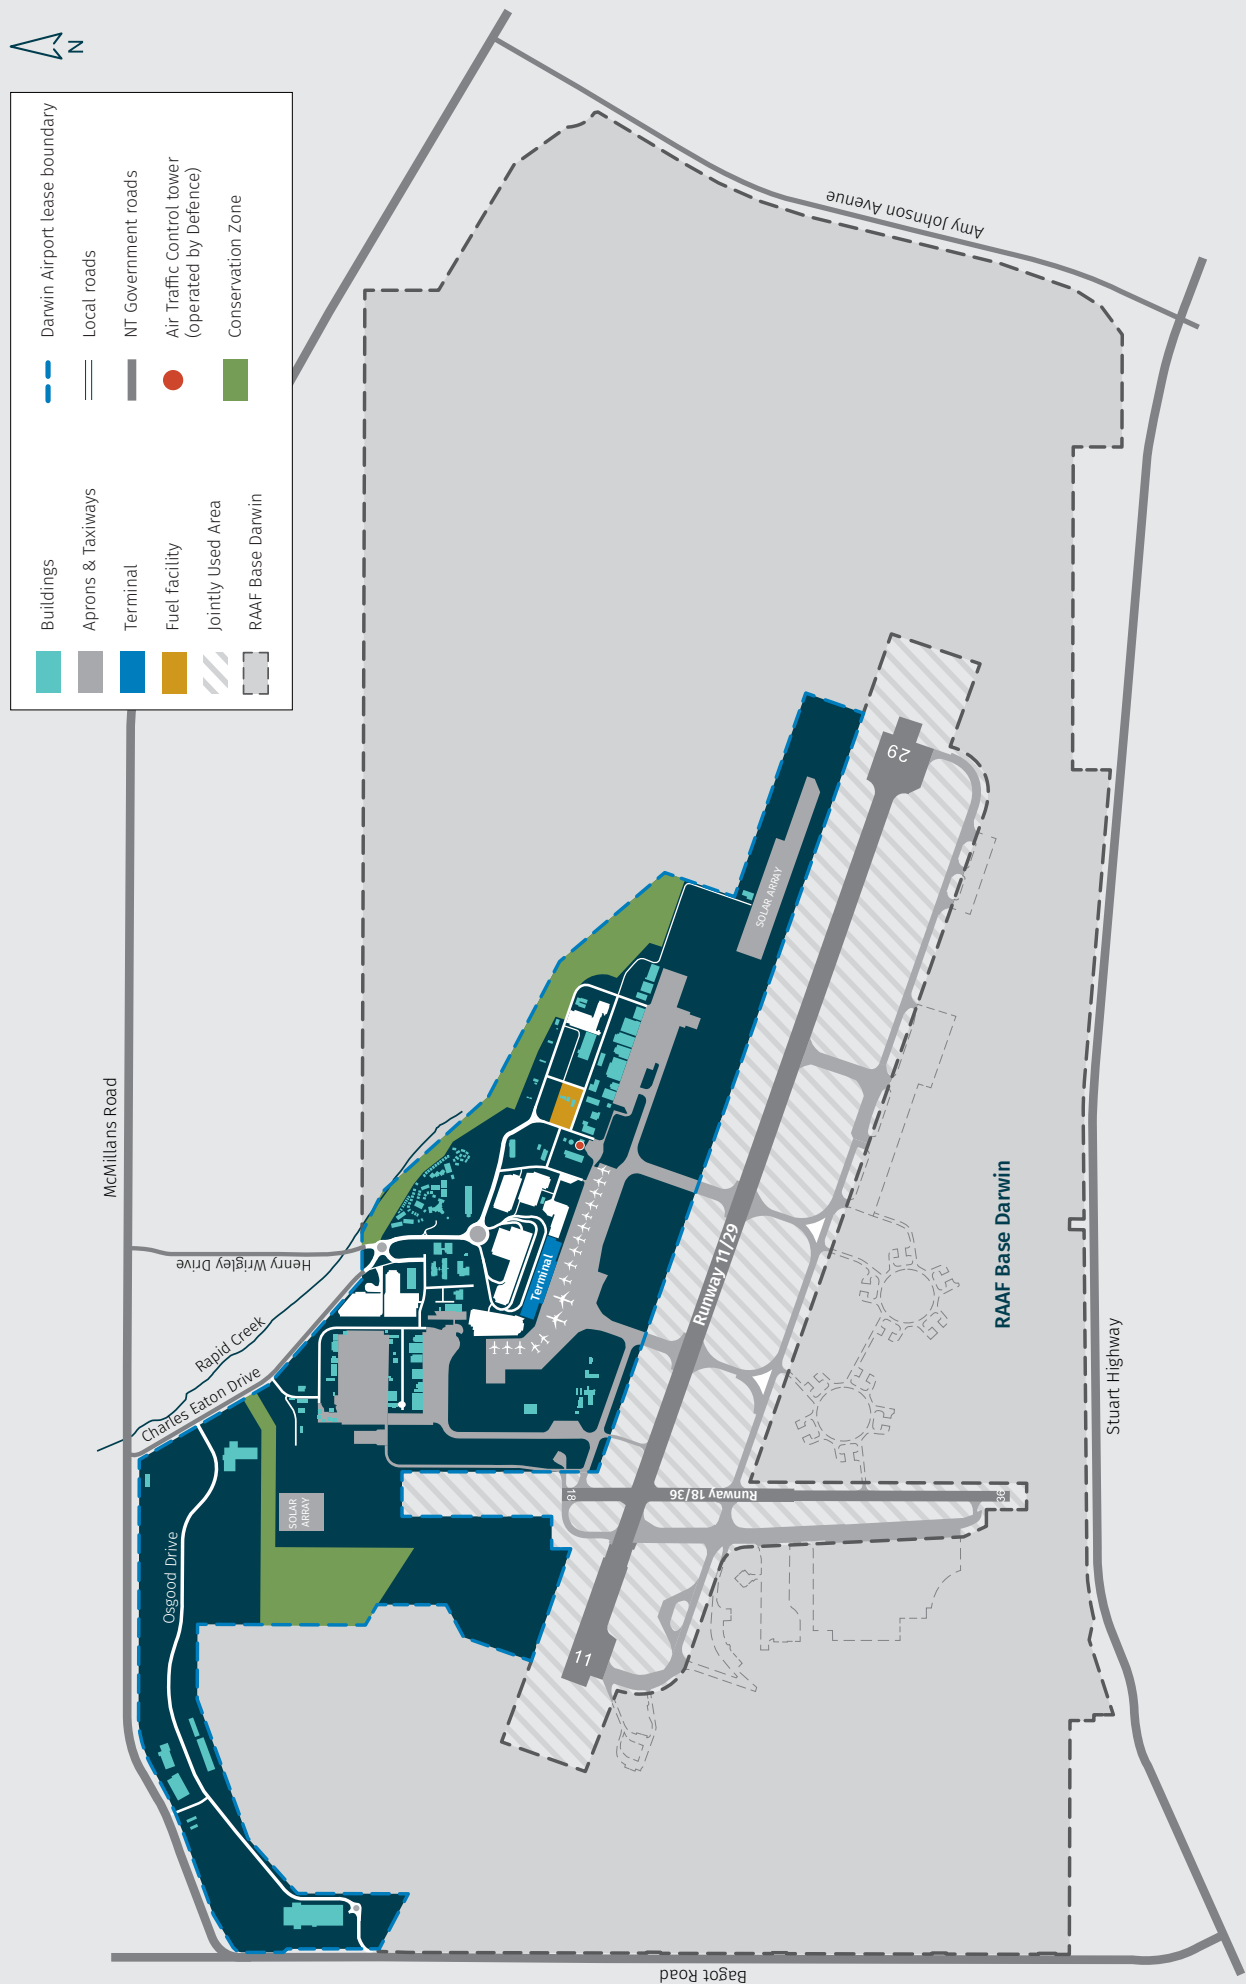 N
Buildings
Aprons & Taxiways
Terminal
Fuel facility
Jointly Used Area
RAAF Base Darwin
Darwin Airport lease boundary
Local roads
NT Government roads
Air Traffic Control tower
(operated by Defence)
Conservation Zone
McMillans Road
Henry Wrigley Drive
Rapid Creek
Charles Eaton Drive
Osgood Drive
SOLAR
ARRAY
Bagot Road
Amy Johnson Avenue
Stuart Highway
SOLAR ARRAY
Terminal
29
Runway 11/29
11
18
Runway 18/36
36
RAAF Base Darwin